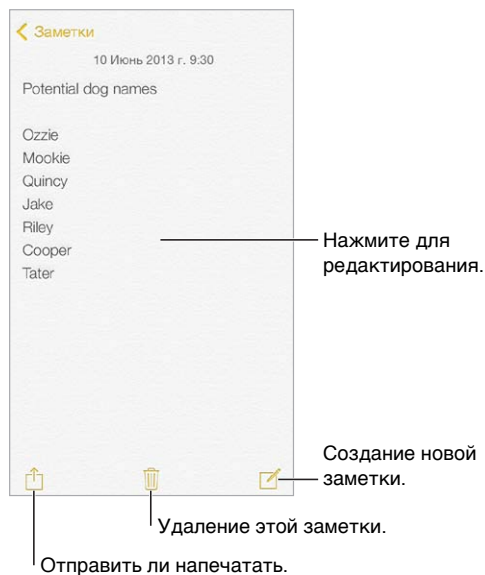 Заметки
10 Июнь 2013 г. 9:30
Potential dog names
Ozzie
Mookie
Quincy
Jake
Riley
Cooper
Tater
Нажмите для
редактирования.
Создание новой
заметки.
Удаление этой заметки.
Отправить ли напечатать.